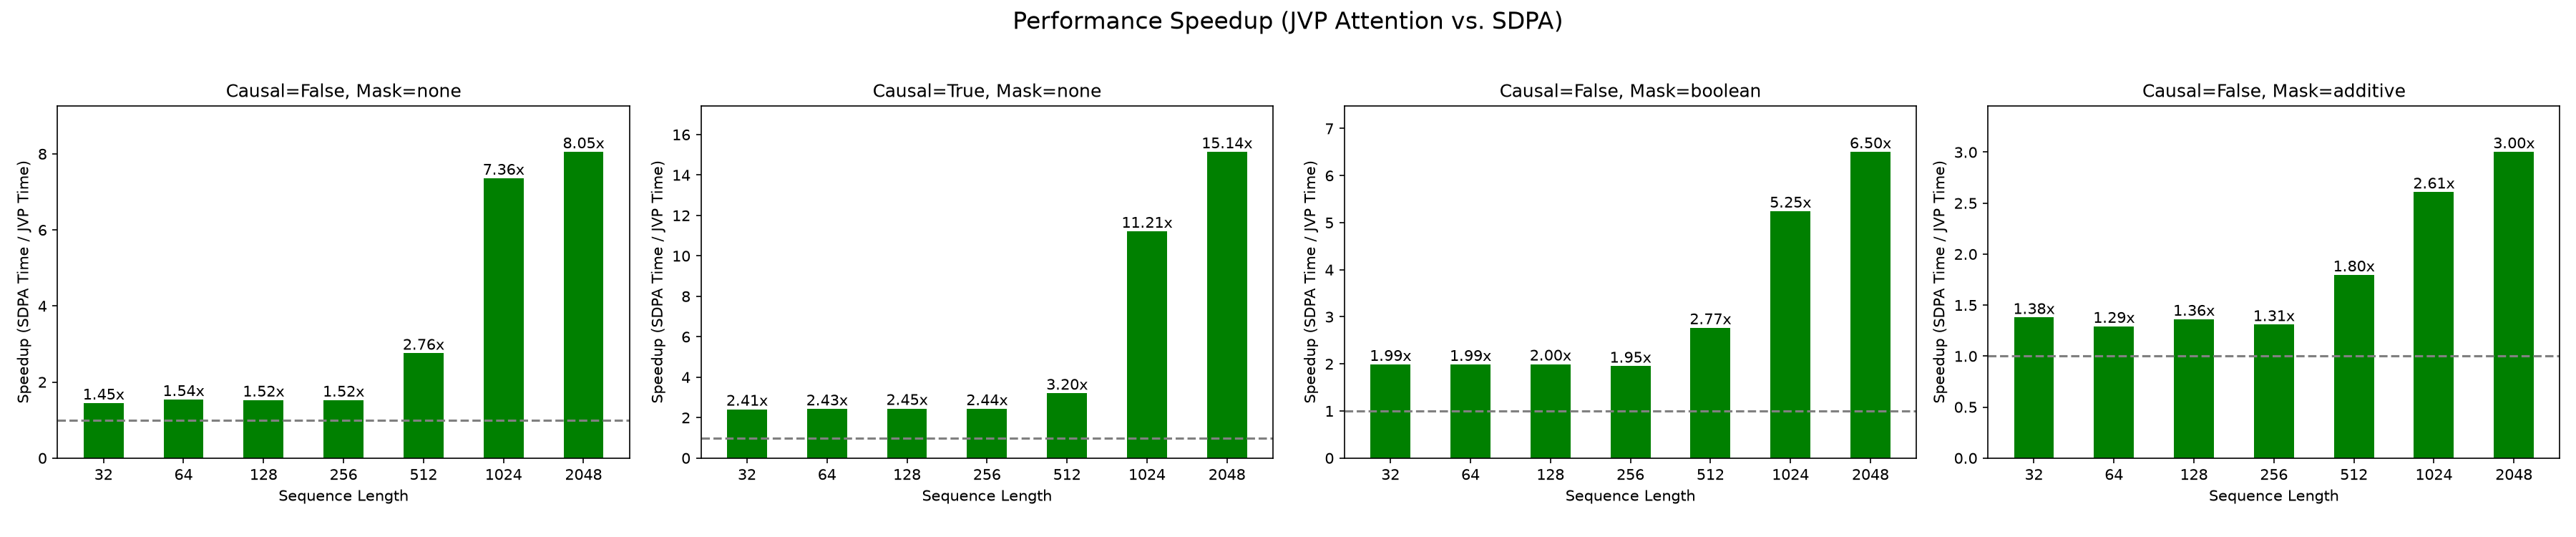 Performance Speedup (JVP Attention vs. SDPA)
Causal=False, Mask=none
Speedup (SDPA Time / JVP Time)
8
6
4
2
0
1.45x
1.54x
1.52x
1.52x
2.76x
7.36x
8.05x
32 64 128 256 512 1024 2048
Sequence Length
Causal=True, Mask=none
Speedup (SDPA Time / JVP Time)
16
14
12
10
8
6
4
2
0
2.41x
2.43x
2.45x
2.44x
3.20x
11.21x
15.14x
32 64 128 256 512 1024 2048
Sequence Length
Causal=False, Mask=boolean
Speedup (SDPA Time / JVP Time)
7
6
5
4
3
2
1
0
1.99x
1.99x
2.00x
1.95x
2.77x
5.25x
6.50x
32 64 128 256 512 1024 2048
Sequence Length
Causal=False, Mask=additive
Speedup (SDPA Time / JVP Time)
3.0
2.5
2.0
1.5
1.0
0.5
0.0
1.38x
1.29x
1.36x
1.31x
1.80x
2.61x
3.00x
32 64 128 256 512 1024 2048
Sequence Length